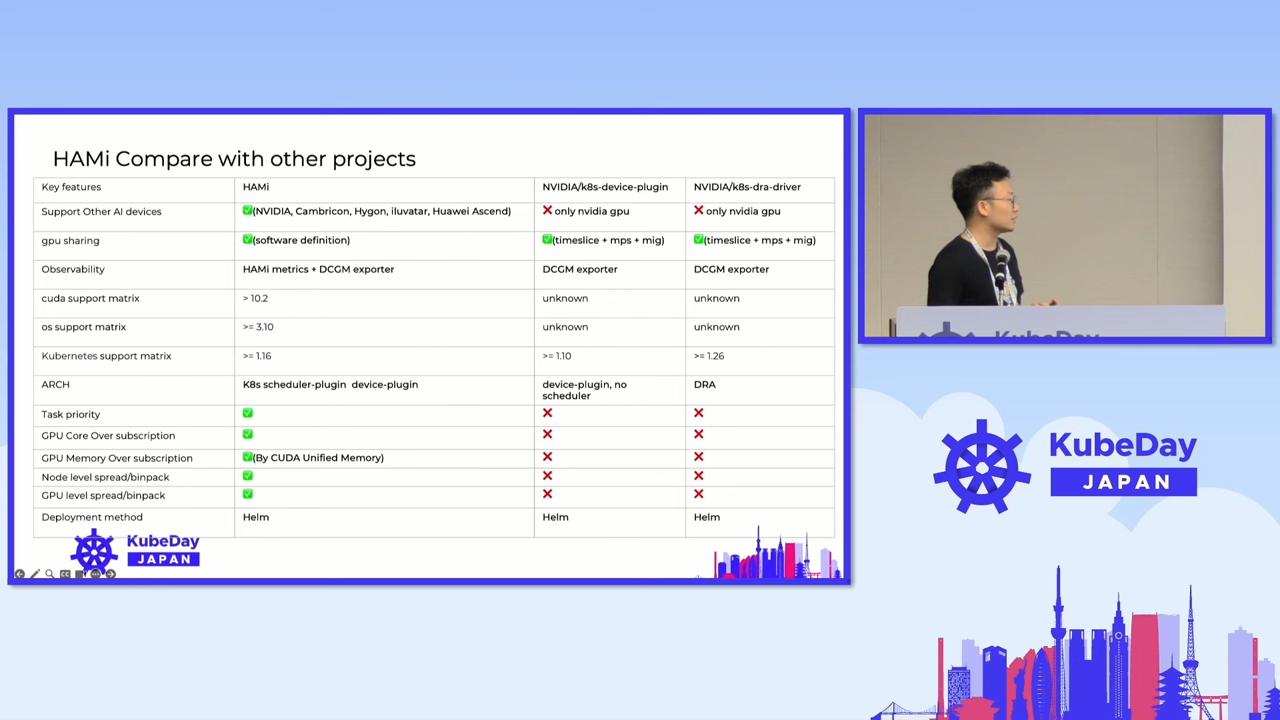 HAMi Compare with other projects
Key features HAMi NVIDIA/k8s-device-plugin NVIDIA/k8s-dra-driver
Support Other AI devices ✅(NVIDIA, Cambricon, Hygon, iluvatar, Huawei Ascend) ❌ only nvidia gpu ❌ only nvidia gpu
gpu sharing ✅(software definition) ✅(timeslice + mps + mig) ✅(timeslice + mps + mig)
Observability HAMi metrics + DCGM exporter DCGM exporter DCGM exporter
cuda support matrix > 10.2 unknown unknown
os support matrix >= 3.10 unknown unknown
Kubernetes support matrix >= 1.16 >= 1.10 >= 1.26
ARCH K8s scheduler-plugin device-plugin device-plugin, no DRA
scheduler
Task priority ✅ ❌ ❌
GPU Core Over subscription ✅ ❌ ❌
GPU Memory Over subscription ✅(By CUDA Unified Memory) ❌ ❌
Node level spread/binpack ✅ ❌ ❌
GPU level spread/binpack ✅ ❌ ❌
Deployment method Helm Helm Helm
KubeDay
JAPAN
KubeDay
KubeDay
JAPAN